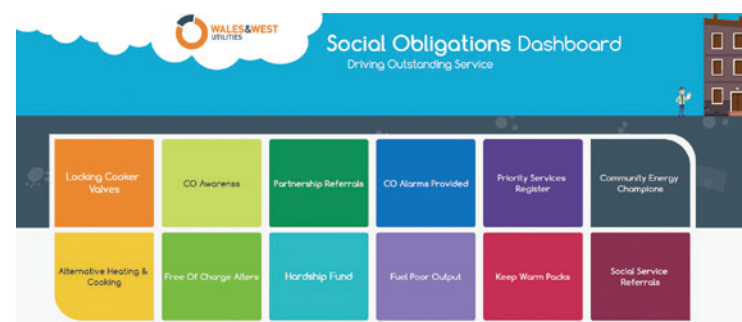 WALES&WEST
UTILITIES
Social Obligations Dashboard
Driving Outstanding Service
Locking Cooker
Valves
CO Awarenss
Partnership Referrals
CO Alarms Provided
Priority Services
Register
Community Energy
Champions
Alternative Heating &
Cooking
Free Of Charge Alters
Hardship Fund
Fuel Poor Output
Keep Warm Packs
Social Service
Referrals